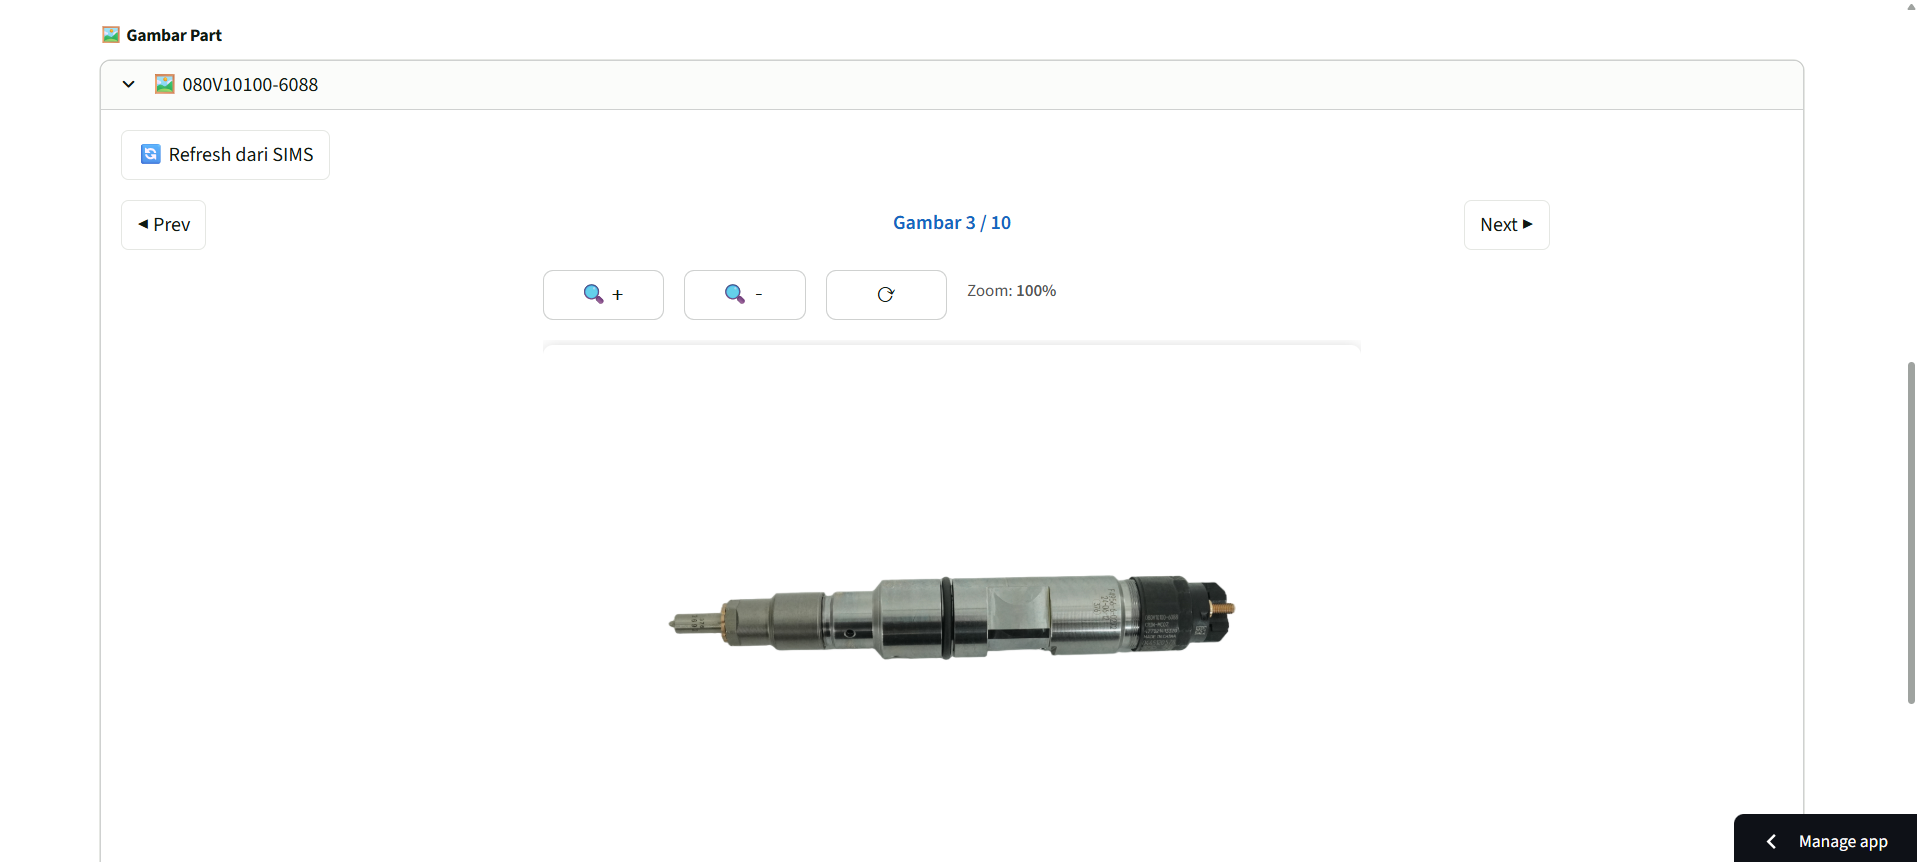 Gambar Part
080V10100-6088
Refresh dari SIMS
◄ Prev
Gambar 3 / 10
Next ►
+
-
Zoom: 100%
Manage app